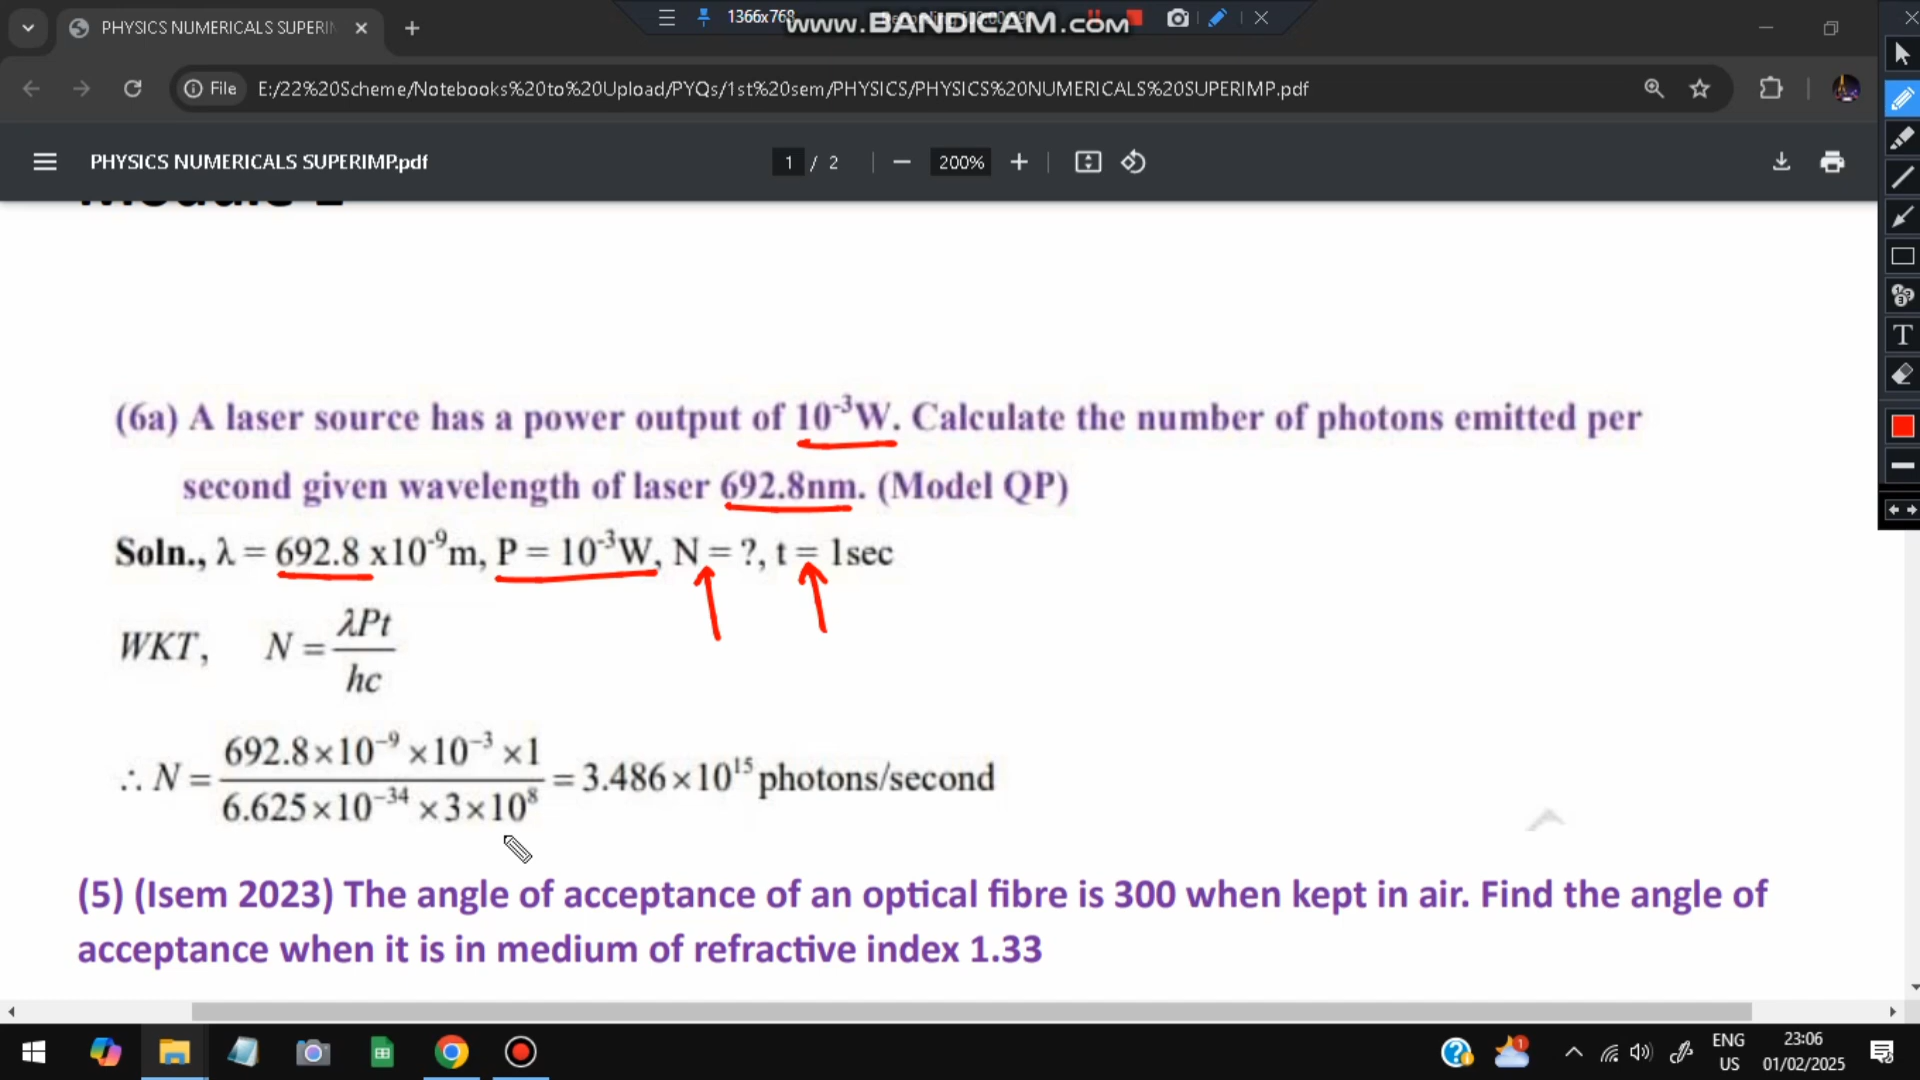 PHYSICS NUMERICALS SUPERIM
1366x768
www.BANDICAM.com
File
E:/22%20Scheme/Notebooks%20to%20Upload/PYQs/1st%20sem/PHYSICS/PHYSICS%20NUMERICALS%20SUPERIMP.pdf
PHYSICS NUMERICALS SUPERIMP.pdf
1 / 2
200%
(6a) A laser source has a power output of 10⁻³W. Calculate the number of photons emitted per
second given wavelength of laser 692.8nm. (Model QP)
Soln., λ = 692.8 x10⁻⁹m, P = 10⁻³W, N = ?, t = 1sec
WKT, N = λPt / hc
∴ N = 692.8×10⁻⁹ ×10⁻³ ×1 / 6.625×10⁻³⁴ ×3×10⁸ = 3.486×10¹⁵ photons/second
(5) (Isem 2023) The angle of acceptance of an optical fibre is 300 when kept in air. Find the angle of
acceptance when it is in medium of refractive index 1.33
T
ENG
US
23:06
01/02/2025